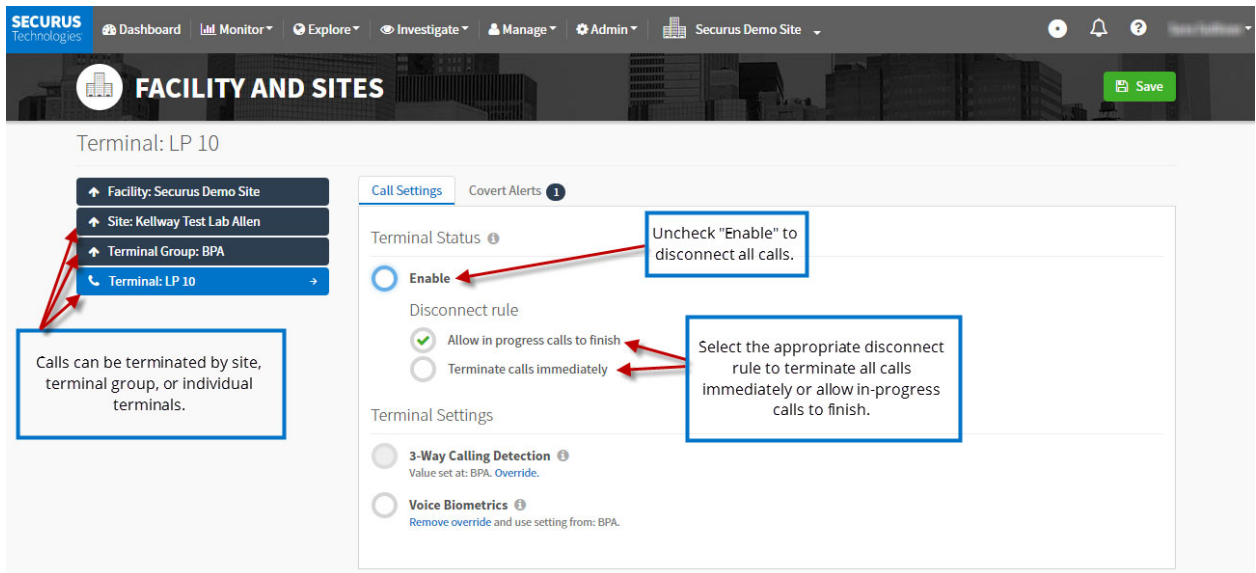 SECURUS
Technologies
Dashboard
Monitor
Explore
Investigate
Manage
Admin
Securus Demo Site
FACILITY AND SITES
Save
Terminal: LP 10
Facility: Securus Demo Site
Site: Kellway Test Lab Allen
Terminal Group: BPA
Terminal: LP 10
Calls can be terminated by site,
terminal group, or individual
terminals.
Call Settings
Covert Alerts 1
Terminal Status
Enable
Uncheck "Enable" to
disconnect all calls.
Disconnect rule
Allow in progress calls to finish
Terminate calls immediately
Select the appropriate disconnect
rule to terminate all calls
immediately or allow in-progress
calls to finish.
Terminal Settings
3-Way Calling Detection
Value set at: BPA. Override.
Voice Biometrics
Remove override and use setting from: BPA.